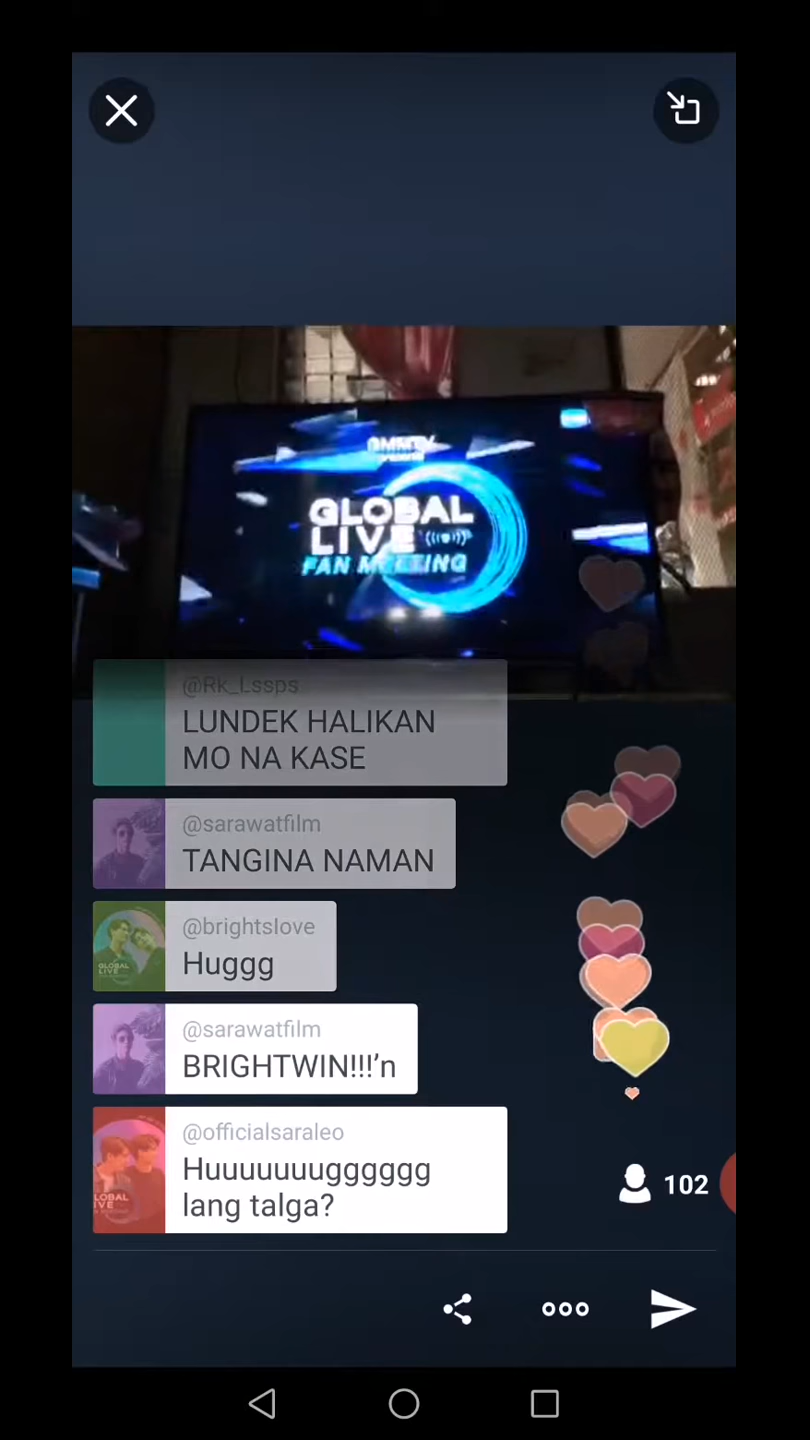 GMMTV
GLOBAL
LIVE
FAN MEETING
@Rk_Lssps
LUNDEK HALIKAN
MO NA KASE
@sarawatfilm
TANGINA NAMAN
@brightslove
Huggg
@sarawatfilm
BRIGHTWIN!!!’n
@officialsaraleo
Huuuuuuugggggg
lang talga?
102